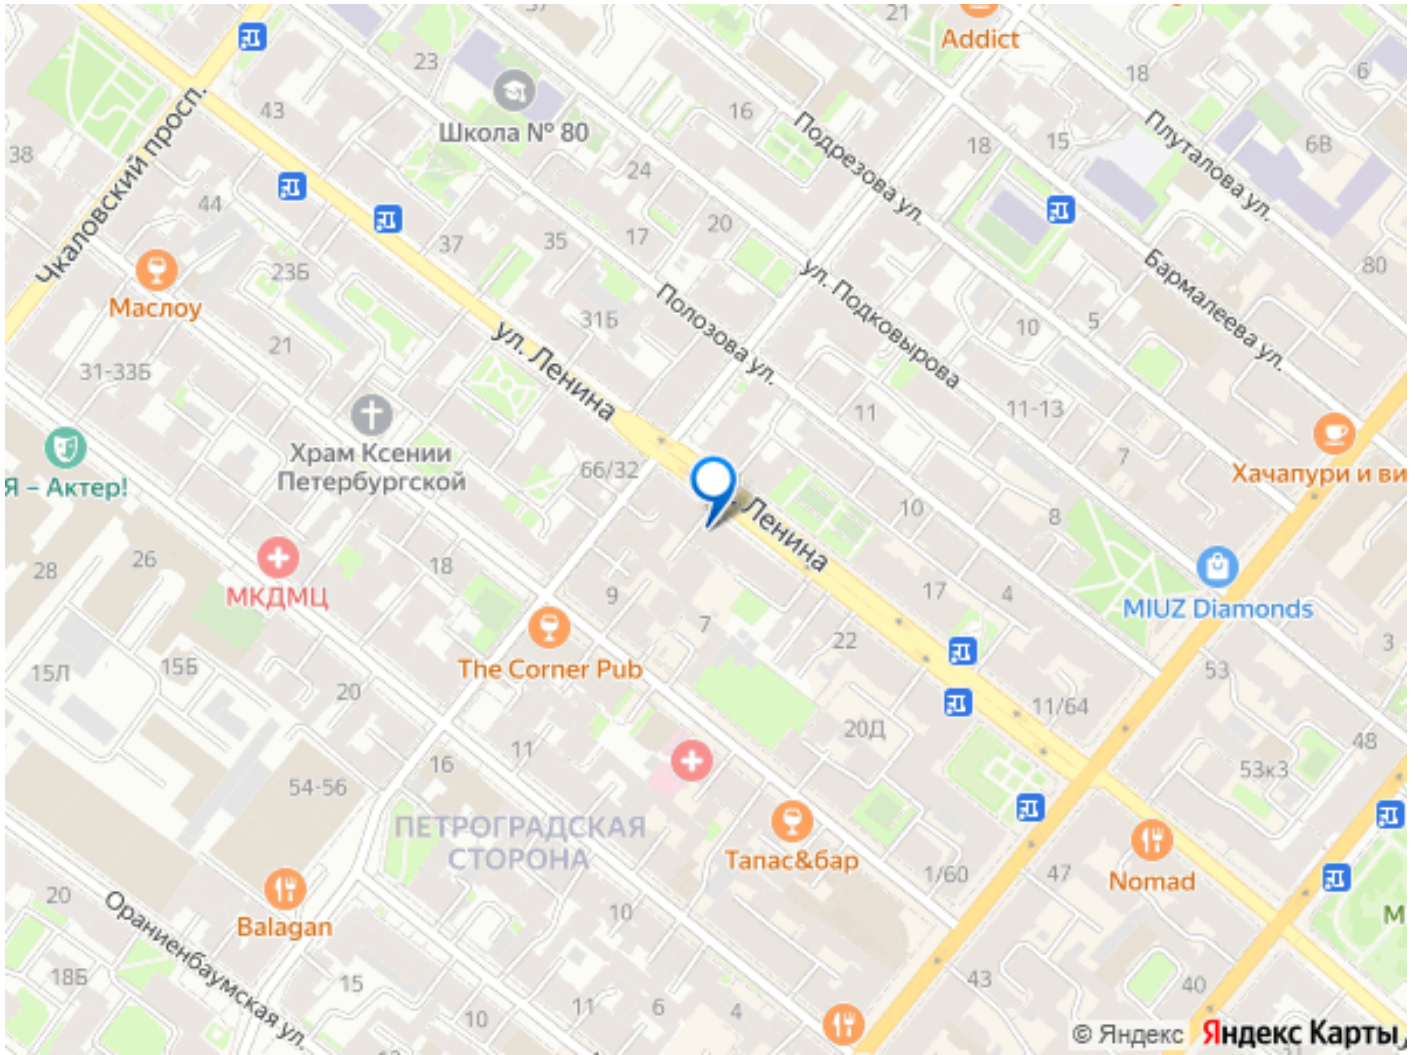 37
21
Addict
23
18
6
43
Школа № 80
16
Подрезова ул.
Плуталова ул.
6В
38
Чкаловский просп.
24
18
15
44
20
17
37
35
Бармалеева ул.
80
Маслоу
23Б
ул. Подковырова
Полозова ул.
31Б
10
5
21
31-33Б
ул. Ленина
11
11-13
Храм Ксении
Петербургской
66/32
7
Хачапури и ви
Я – Актер!
Ленина
10
8
28
26
18
МКДМЦ
9
17
4
MIUZ Diamonds
7
22
3
The Corner Pub
15Л
15Б
20
53
11/64
20Д
11
16
48
53к3
54-56
ПЕТРОГРАДСКАЯ
СТОРОНА
Тапас&бар
1/60
47
Nomad
20
Ораниенбаумская ул.
Balagan
10
М
18Б
15
43
40
11
6
4
10
© Яндекс Яндекс Карты